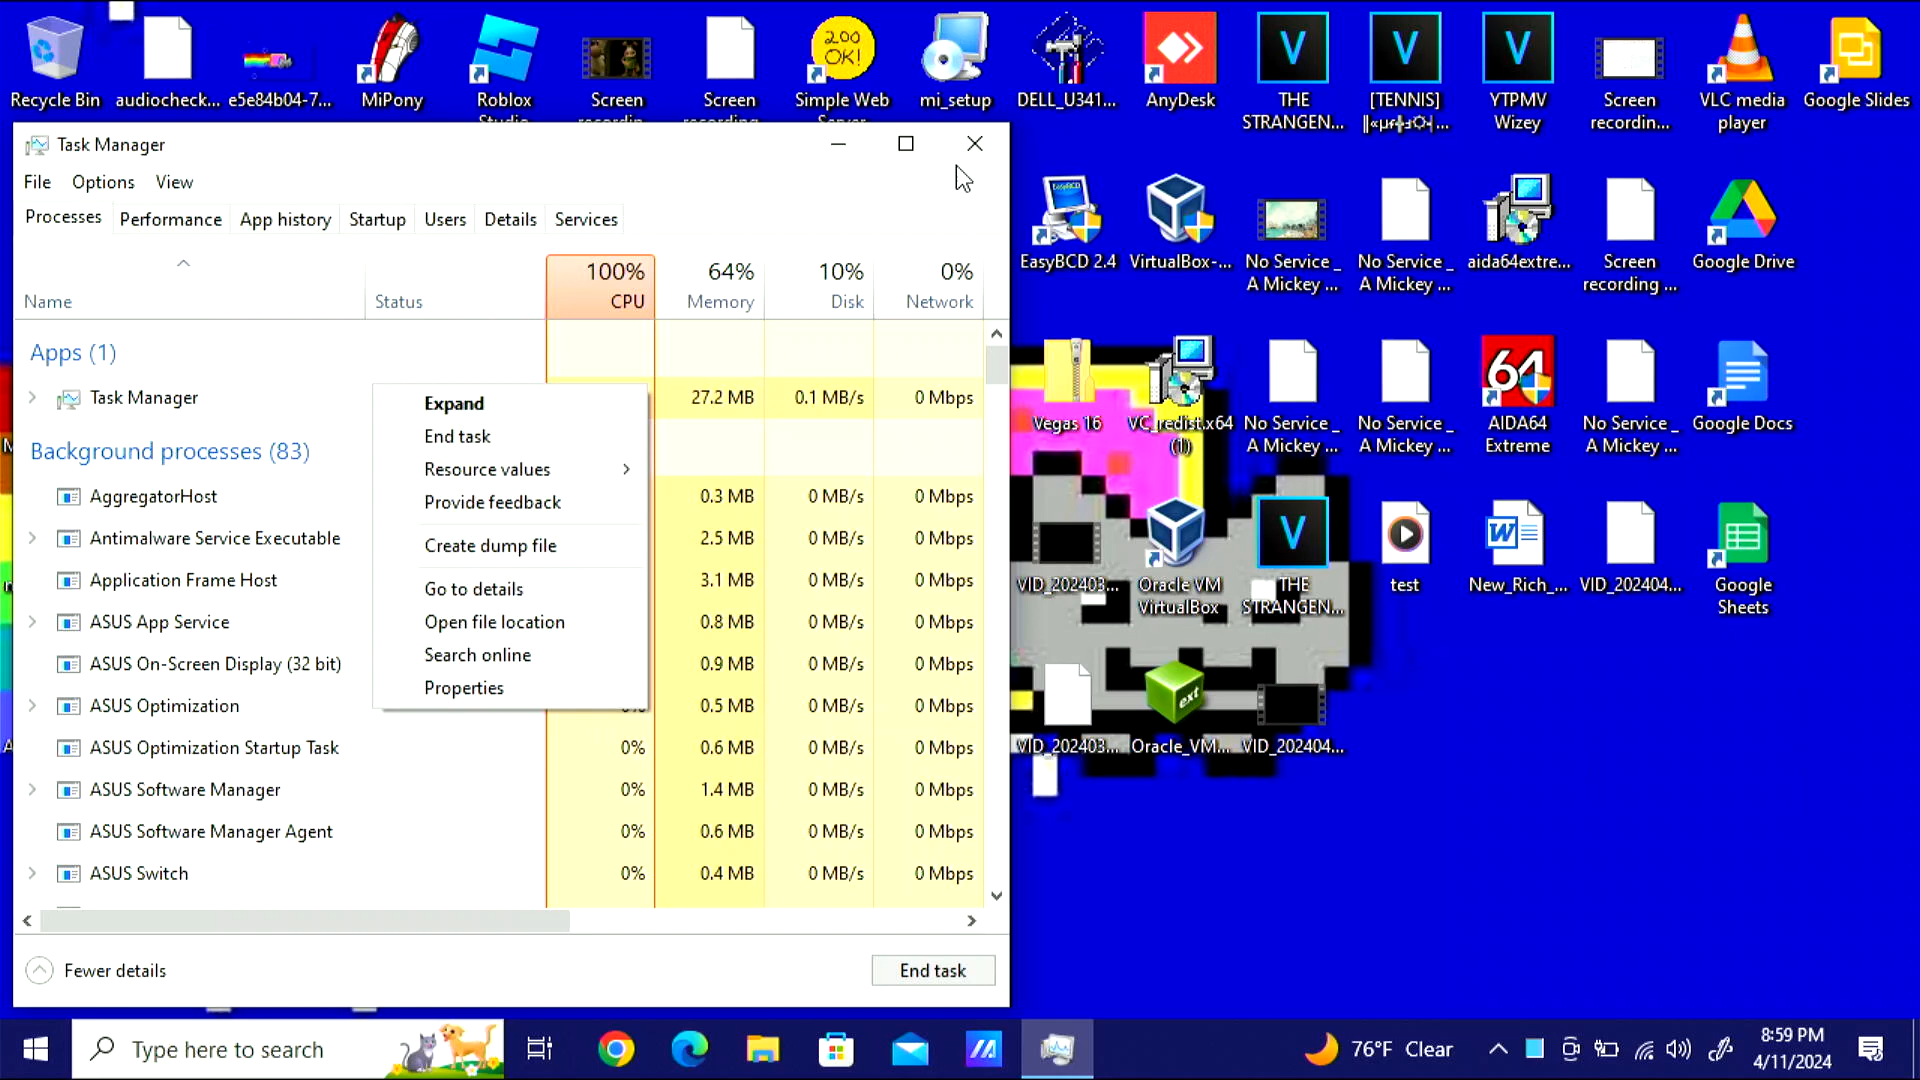 Recycle Bin
audiocheck...
e5e84b04-7...
MiPony
Roblox
Screen
Screen
Simple Web
mi_setup
DELL_U341...
AnyDesk
THE
STRANGEN...
[TENNIS]
YTPMV
Wizey
Screen
recordin...
VLC media
player
Google Slides
200
OK!
Task Manager
File
Options
View
Processes
Performance
App history
Startup
Users
Details
Services
100%
64%
10%
0%
Name
Status
CPU
Memory
Disk
Network
Apps (1)
Task Manager
27.2 MB
0.1 MB/s
0 Mbps
Background processes (83)
AggregatorHost
0.3 MB
0 MB/s
0 Mbps
Antimalware Service Executable
2.5 MB
0 MB/s
0 Mbps
Application Frame Host
3.1 MB
0 MB/s
0 Mbps
ASUS App Service
0.8 MB
0 MB/s
0 Mbps
ASUS On-Screen Display (32 bit)
0.9 MB
0 MB/s
0 Mbps
ASUS Optimization
0.5 MB
0 MB/s
0 Mbps
ASUS Optimization Startup Task
0%
0.6 MB
0 MB/s
0 Mbps
ASUS Software Manager
0%
1.4 MB
0 MB/s
0 Mbps
ASUS Software Manager Agent
0%
0.6 MB
0 MB/s
0 Mbps
ASUS Switch
0%
0.4 MB
0 MB/s
0 Mbps
Expand
End task
Resource values
Provide feedback
Create dump file
Go to details
Open file location
Search online
Properties
Fewer details
End task
EasyBCD 2.4
VirtualBox-...
No Service _
A Mickey ...
No Service _
A Mickey ...
aida64extre...
Screen
recording ...
Google Drive
Vegas 16
VC_redist.x64
(1)
No Service _
A Mickey ...
No Service _
A Mickey ...
64
AIDA64
Extreme
No Service _
A Mickey ...
Google Docs
VID_202403...
Oracle VM
VirtualBox
THE
STRANGEN...
test
New_Rich_...
VID_202404...
Google
Sheets
ext
VID_202403...
Oracle_VM...
VID_202404...
Type here to search
76°F Clear
8:59 PM
4/11/2024